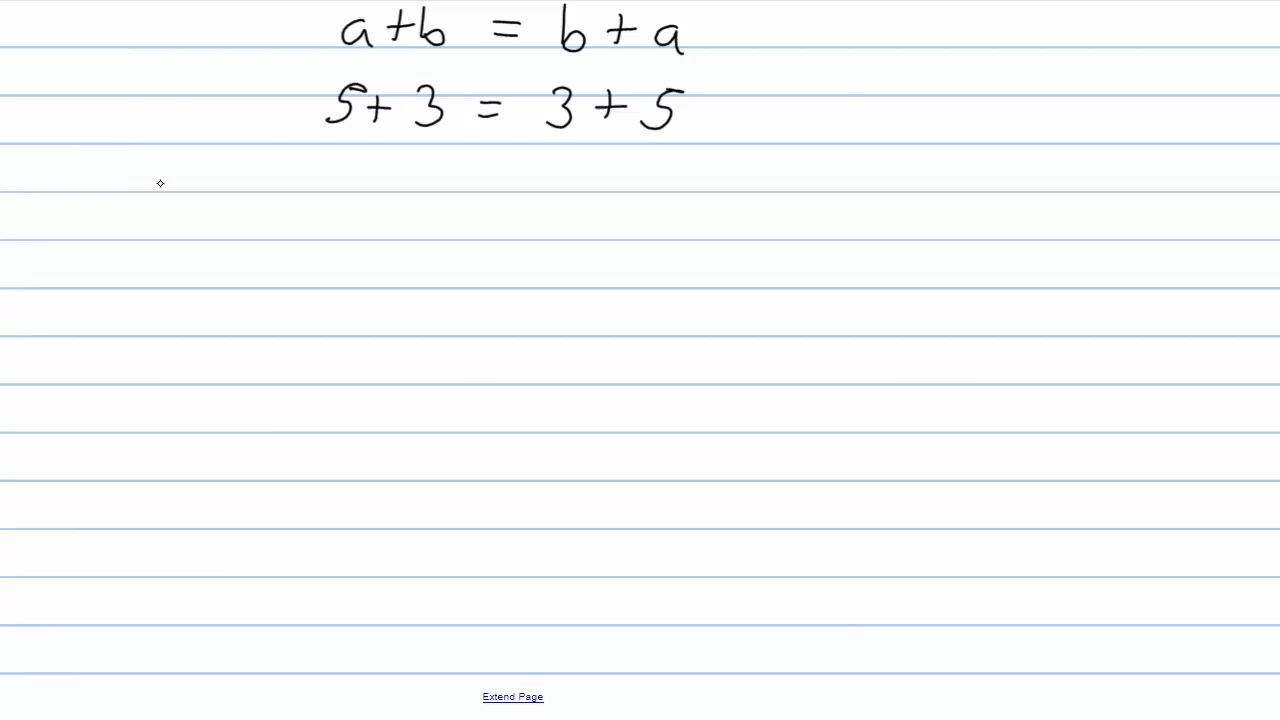 a + b = b + a
5 + 3 = 3 + 5
Extend Page